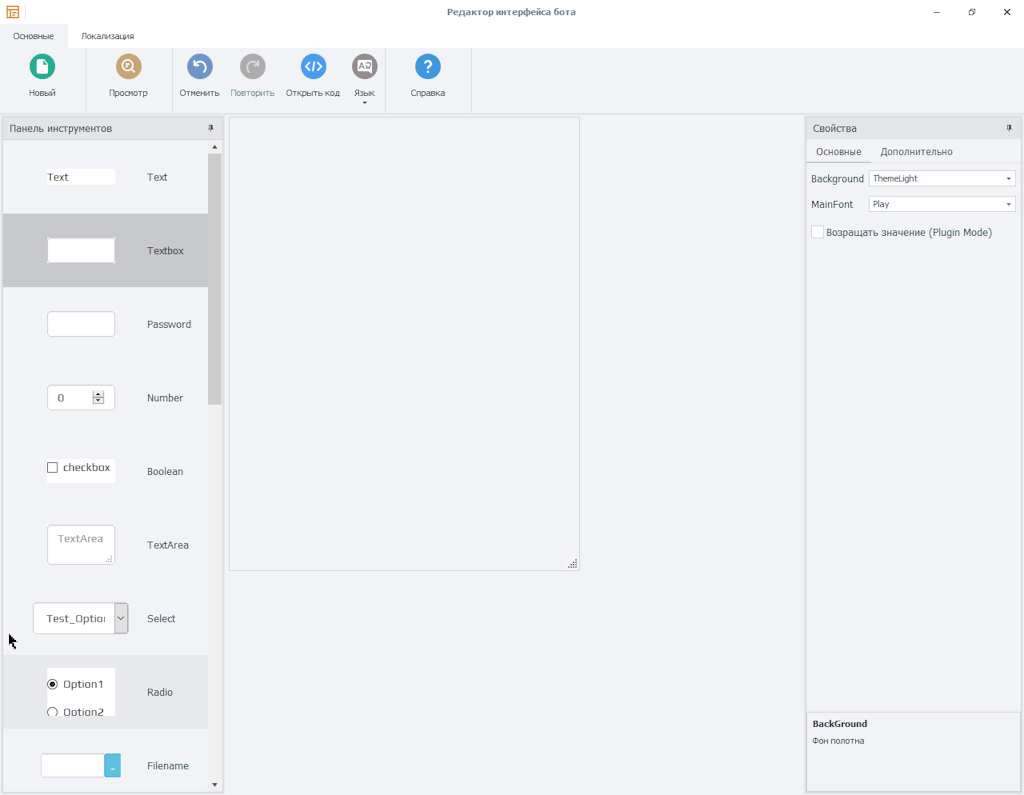 Редактор интерфейса бота
Основные
Локализация
Новый
Просмотр
Отменить
Повторить
Открыть код
Язык
Справка
Панель инструментов
Text
Text
Textbox
Password
0
Number
checkbox
Boolean
TextArea
TextArea
Test_Option
Select
Option1
Option2
Radio
...
Filename
Свойства
Основные
Дополнительно
Background
ThemeLight
MainFont
Play
Возращать значение (Plugin Mode)
BackGround
Фон полотна